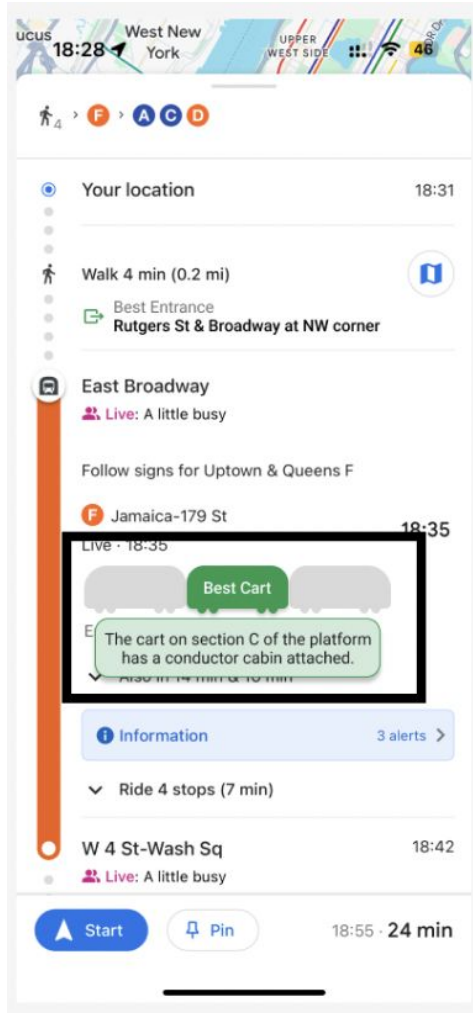 ucus
West New
York
UPPER
WEST SIDE
18:28
46
4 F A C D
Your location 18:31
Walk 4 min (0.2 mi)
Best Entrance
Rutgers St & Broadway at NW corner
East Broadway
Live: A little busy
Follow signs for Uptown & Queens F
F Jamaica-179 St
18:35
Live · 18:35
Best Cart
E
The cart on section C of the platform
has a conductor cabin attached.
Information 3 alerts
Ride 4 stops (7 min)
W 4 St-Wash Sq 18:42
Live: A little busy
Start Pin 18:55 · 24 min